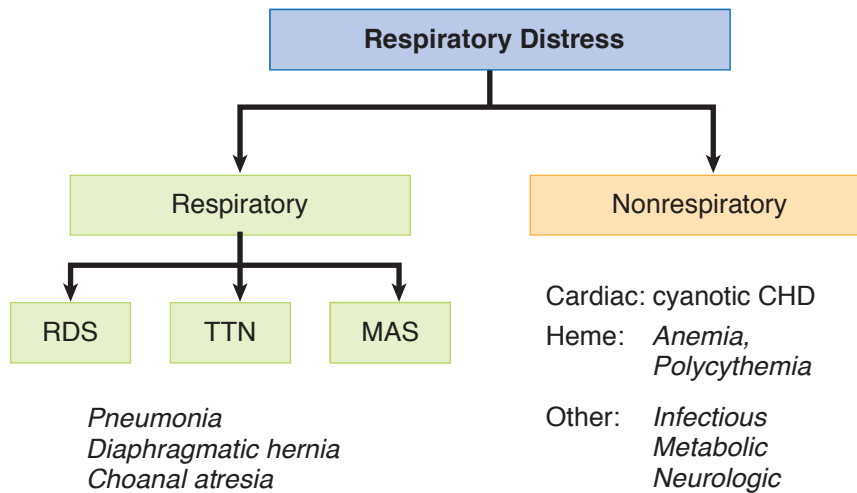 Respiratory Distress
Respiratory
Nonrespiratory
RDS
TTN
MAS
Pneumonia
Diaphragmatic hernia
Choanal atresia
Cardiac: cyanotic CHD
Heme: Anemia,
Polycythemia
Other: Infectious
Metabolic
Neurologic